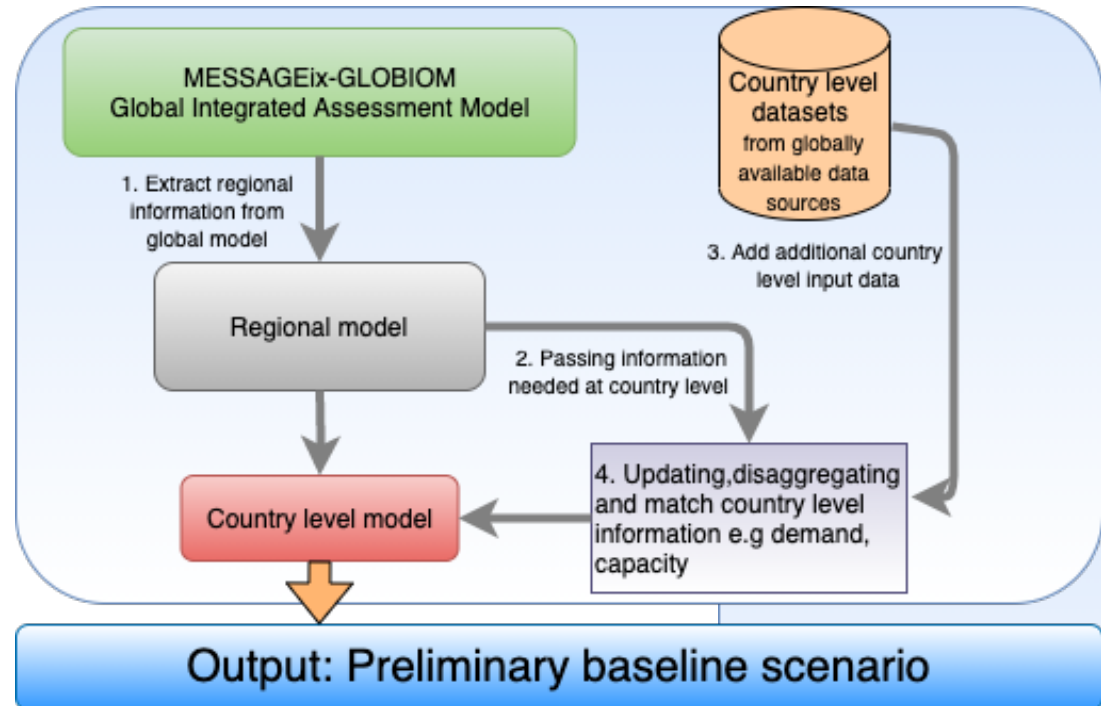 MESSAGEix-GLOBIOM
Global Integrated Assessment Model
Country level
datasets
from globally
available data
sources
1. Extract regional
information from
global model
3. Add additional country
level input data
Regional model
2. Passing information
needed at country level
4. Updating,disaggregating
and match country level
information e.g demand,
capacity
Country level model
Output: Preliminary baseline scenario